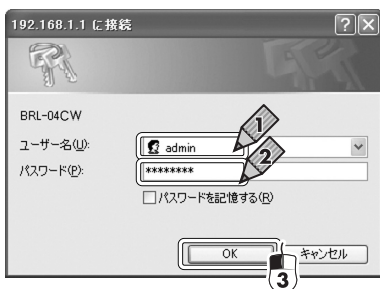 192.168.1.1 に接続
BRL-04CW
ユーザー名(U):
admin
1
パスワード(P):
********
2
パスワードを記憶する(R)
OK
キャンセル
3